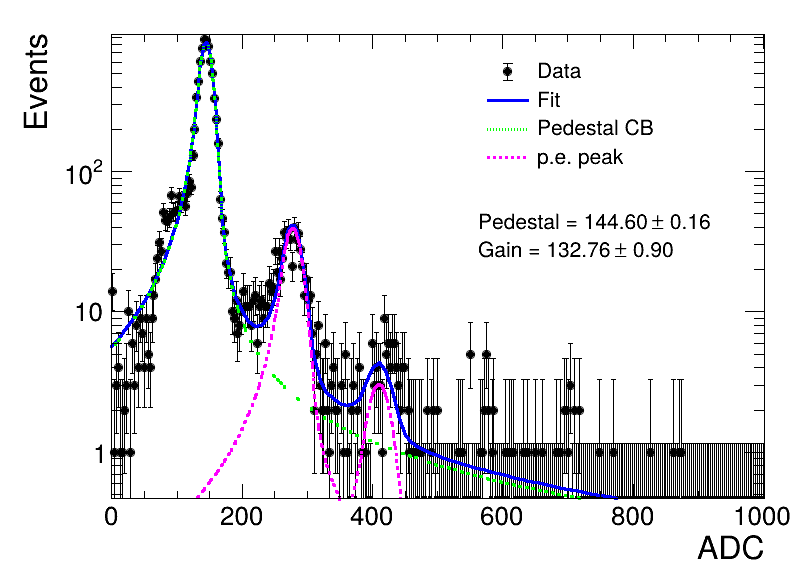 Events
Data
Fit
Pedestal CB
p.e. peak
Pedestal = 144.60 ± 0.16
Gain = 132.76 ± 0.90
10²
10
1
0 200 400 600 800 1000
ADC